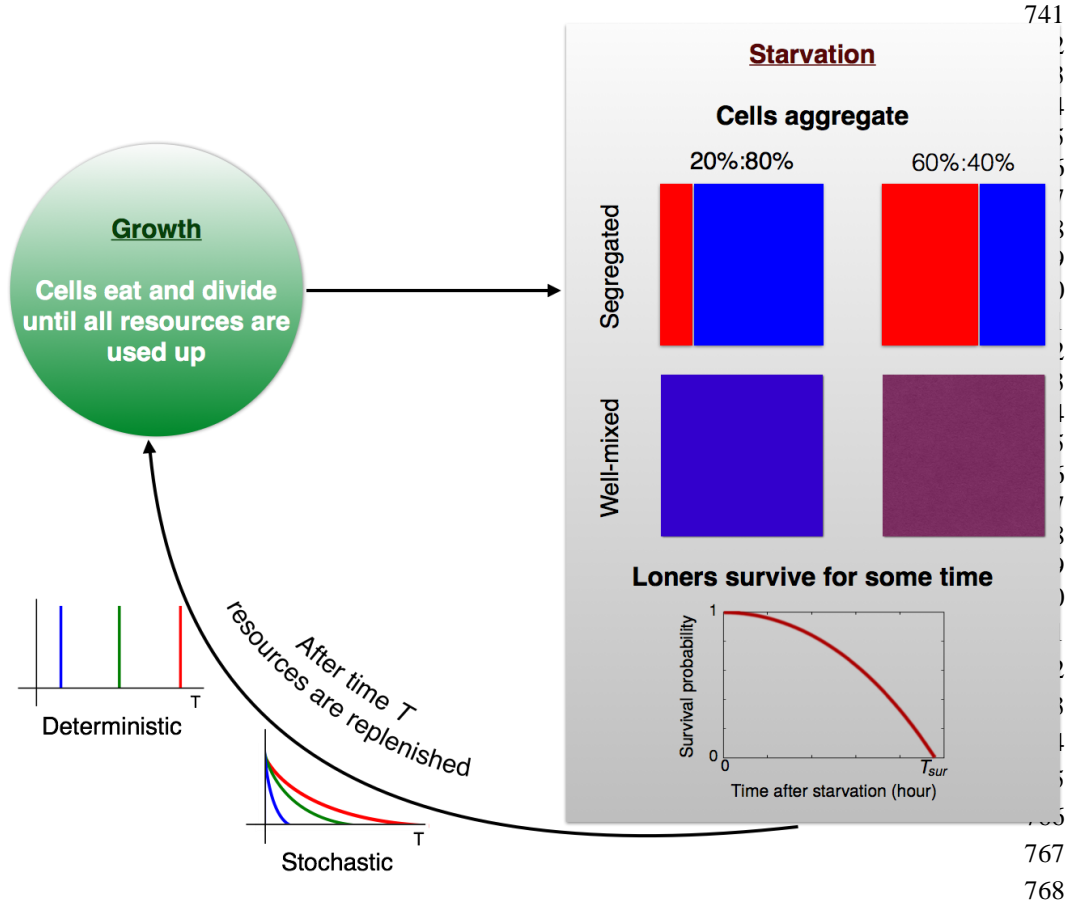 741
Starvation
Cells aggregate
20%:80%
60%:40%
Segregated
Well-mixed
Growth
Cells eat and divide
until all resources are
used up
Loners survive for some time
Survival probability
1
0
0
Tsur
Time after starvation (hour)
After time T
resources are replenished
T
Deterministic
T
Stochastic
767
768